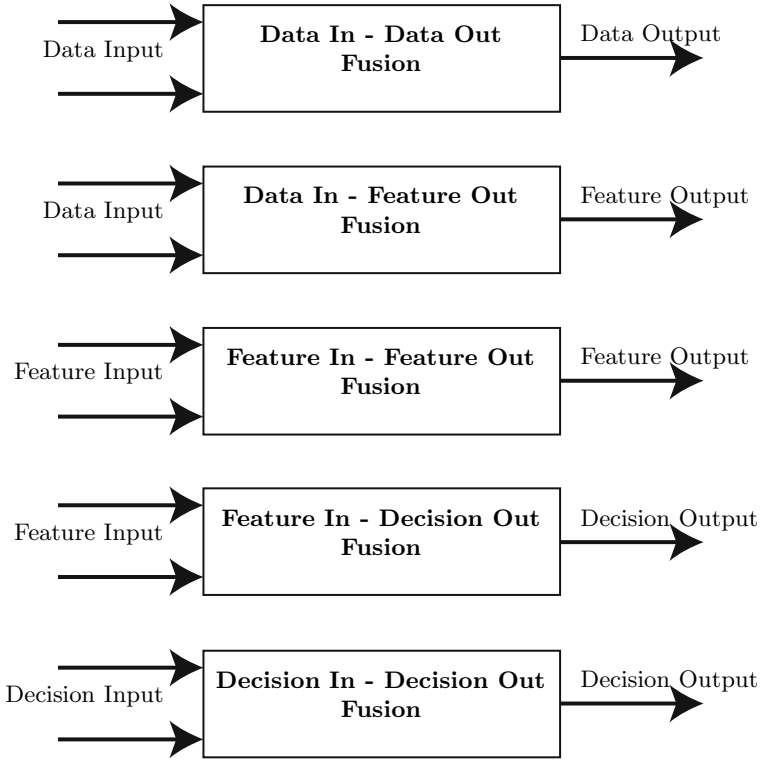 Data Input
Data In - Data Out
Fusion
Data Output
Data Input
Data In - Feature Out
Fusion
Feature Output
Feature Input
Feature In - Feature Out
Fusion
Feature Output
Feature Input
Feature In - Decision Out
Fusion
Decision Output
Decision Input
Decision In - Decision Out
Fusion
Decision Output